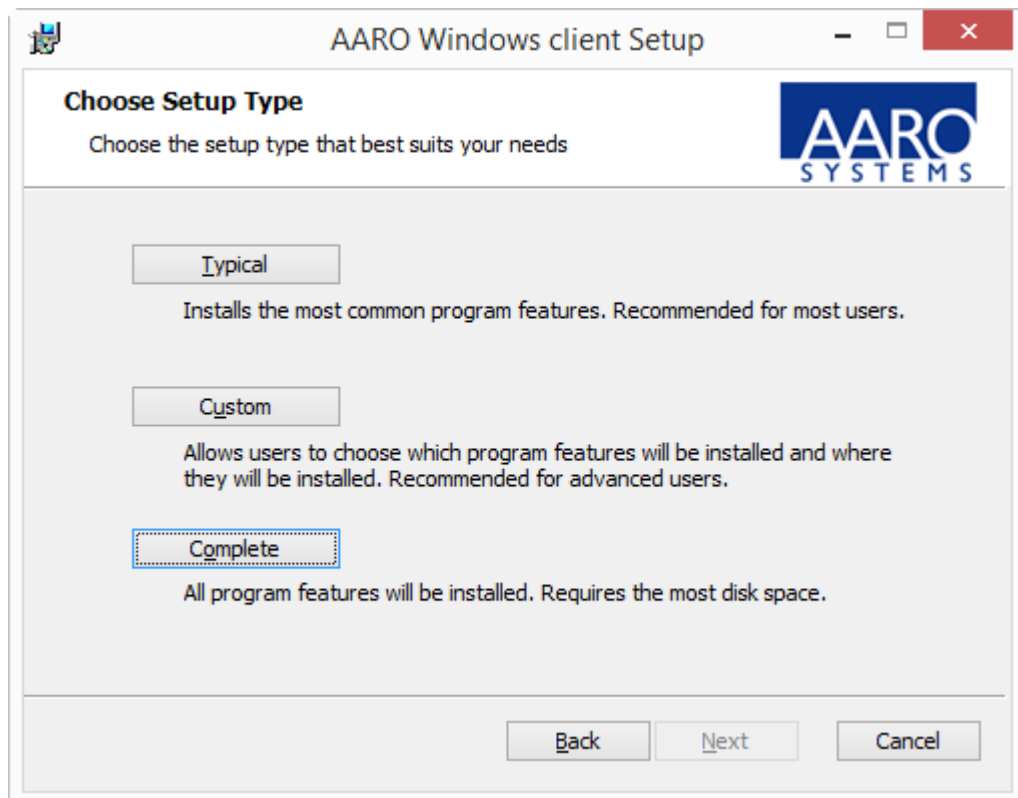 AARO Windows client Setup
Choose Setup Type
Choose the setup type that best suits your needs
AARO
SYSTEMS
Typical
Installs the most common program features. Recommended for most users.
Custom
Allows users to choose which program features will be installed and where
they will be installed. Recommended for advanced users.
Complete
All program features will be installed. Requires the most disk space.
Back Next Cancel